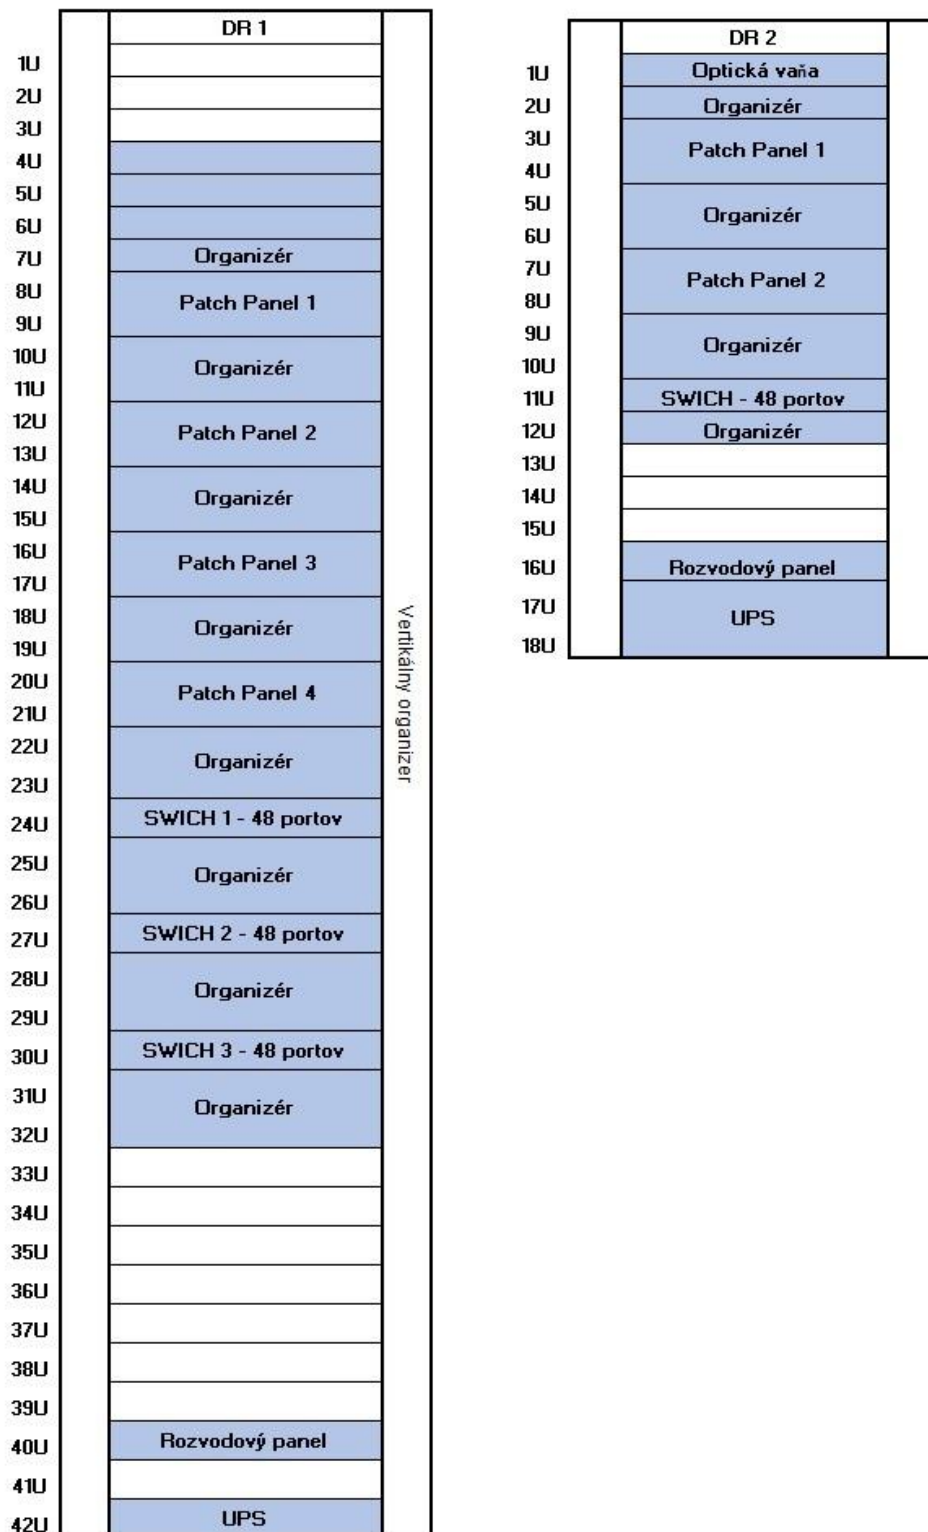 DR 1
1U
2U
3U
4U
5U
6U
7U Organizér
8U
Patch Panel 1
9U
10U
Organizér
11U
12U
Patch Panel 2
13U
14U
Organizér
15U
16U
Patch Panel 3
17U
18U
Organizér
19U
20U
Patch Panel 4
21U
22U
Organizér
23U
24U SWICH 1 - 48 portov
25U
Organizér
26U
27U SWICH 2 - 48 portov
28U
Organizér
29U
30U SWICH 3 - 48 portov
31U
Organizér
32U
33U
34U
35U
36U
37U
38U
39U
40U Rozvodový panel
41U
42U UPS
Vertikálny organizer
DR 2
1U Optická vaňa
2U Organizér
3U
Patch Panel 1
4U
5U
Organizér
6U
7U
Patch Panel 2
8U
9U
Organizér
10U
11U SWICH - 48 portov
12U Organizér
13U
14U
15U
16U Rozvodový panel
17U
UPS
18U